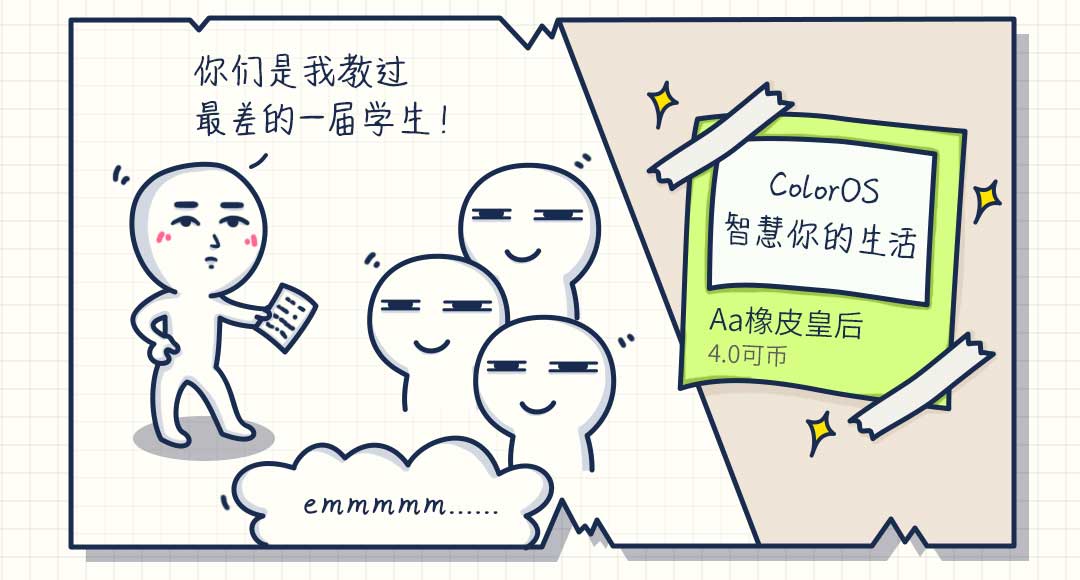 你们是我教过
最差的一届学生！
emmmmm......
ColorOS
智慧你的生活
Aa橡皮皇后
4.0可币